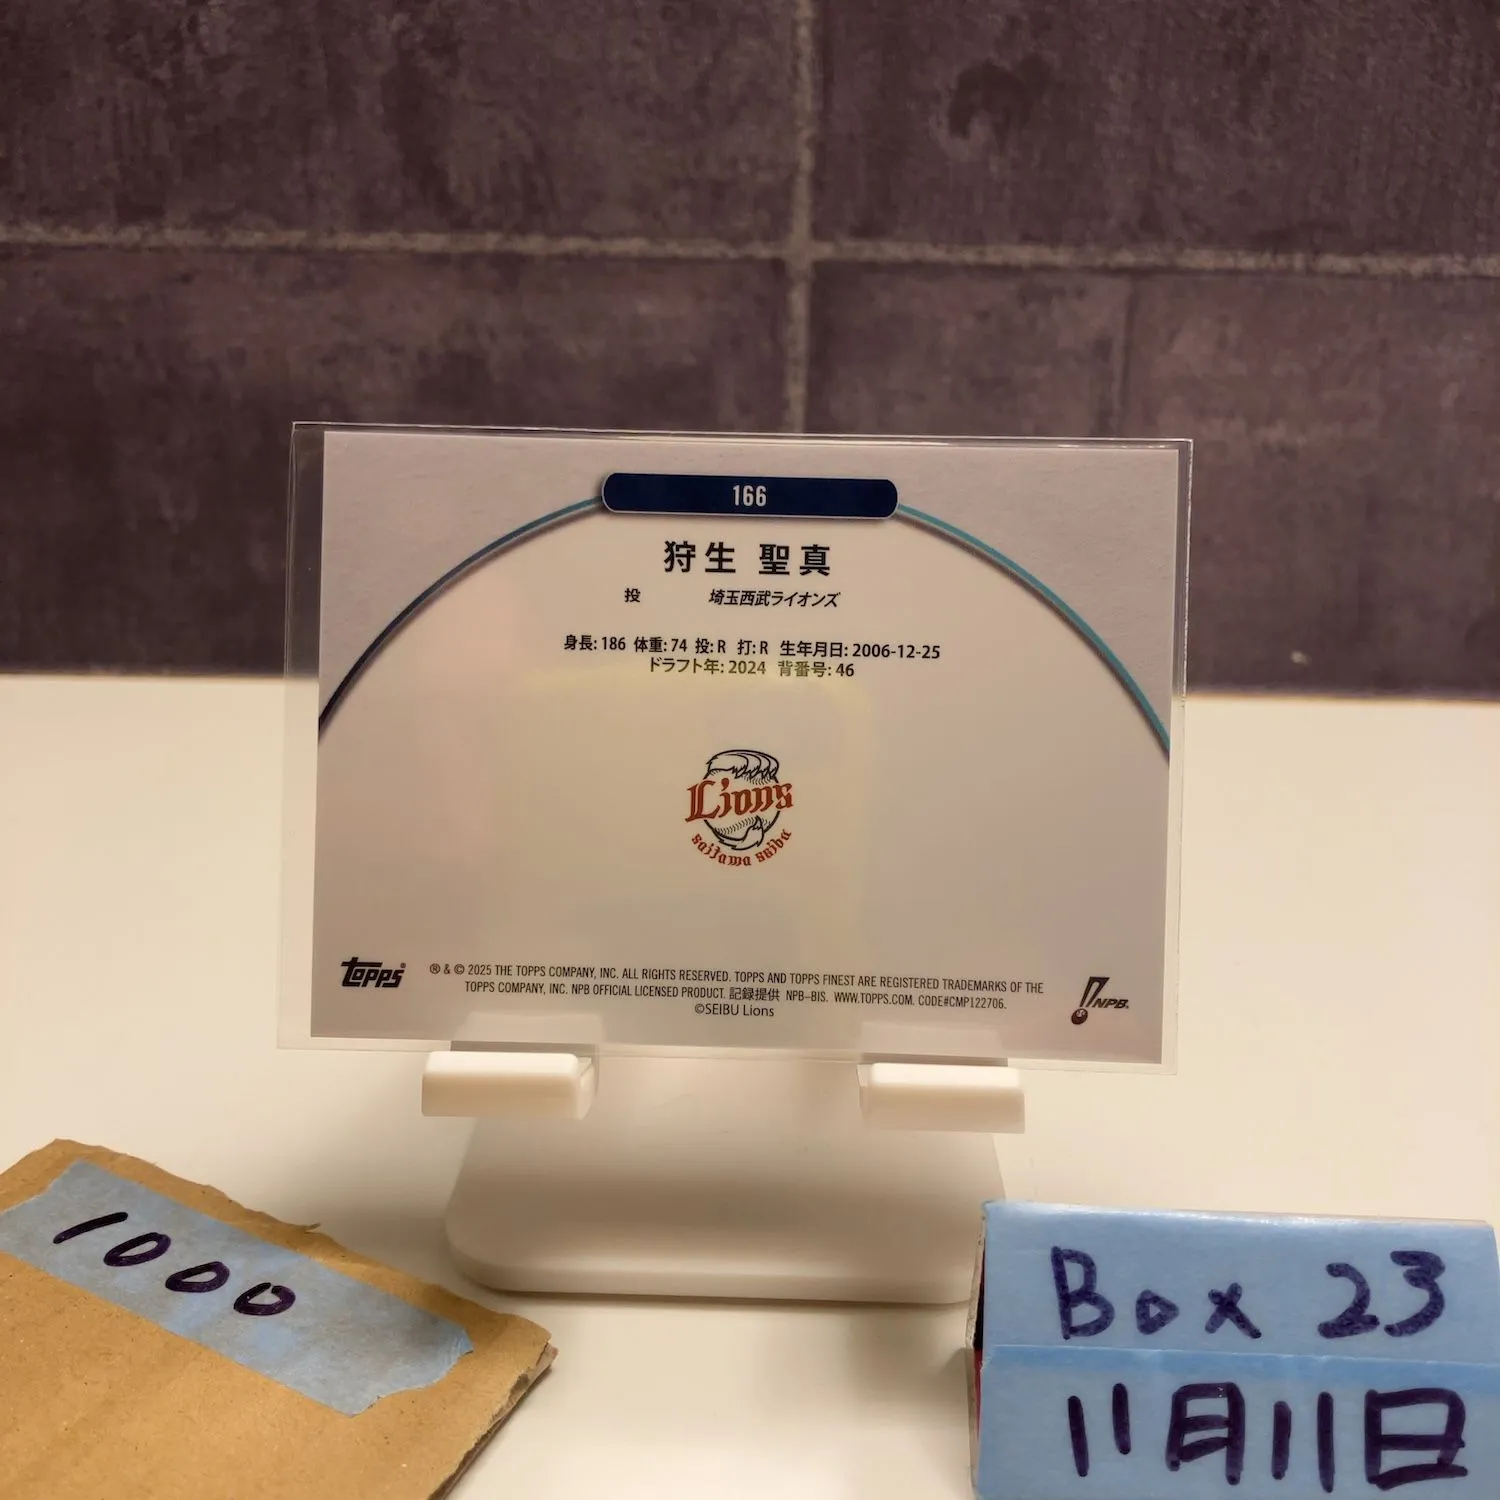 166
狩生 聖真
投 埼玉西武ライオンズ
身長: 186 体重: 74 投: R 打: R 生年月日: 2006-12-25
ドラフト年: 2024 背番号: 46
Lions
saitama seibu
TOPPS®
® & © 2025 THE TOPPS COMPANY, INC. ALL RIGHTS RESERVED. TOPPS AND TOPPS FINEST ARE REGISTERED TRADEMARKS OF THE
TOPPS COMPANY, INC. NPB OFFICIAL LICENSED PRODUCT. 記録提供 NPB-BIS. WWW.TOPPS.COM. CODE#CMP122706.
©SEIBU Lions
NPB.
1000
Box 23
11月11日